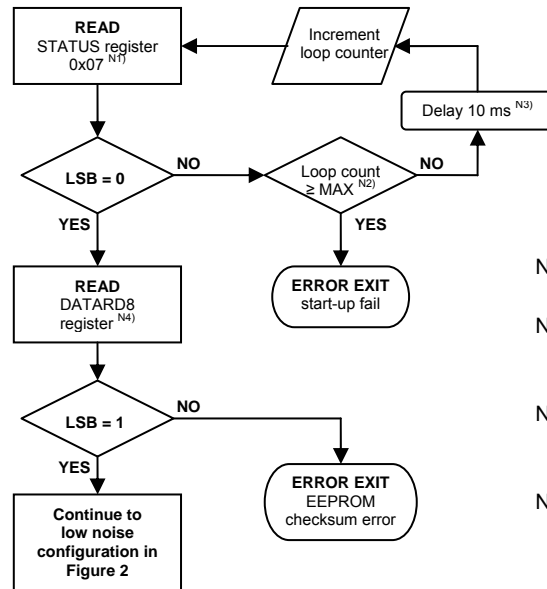 READ
STATUS register
0x07 N1)
Increment
loop counter
Delay 10 ms N3)
LSB = 0
NO
Loop count
≥ MAX N2)
NO
YES
YES
READ
DATARD8
register N4)
ERROR EXIT
start-up fail
N
N
LSB = 1
NO
N
YES
ERROR EXIT
EEPROM
checksum error
N
Continue to
low noise
configuration in
Figure 2